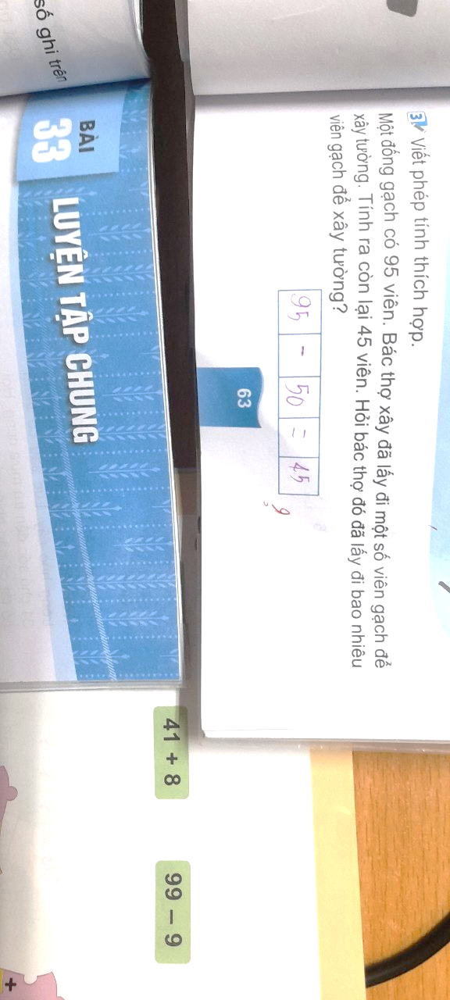 3. Viết phép tính thích hợp.
Một đống gạch có 95 viên. Bác thợ xây đã lấy đi một số viên gạch để
xây tường. Tính ra còn lại 45 viên. Hỏi bác thợ đó đã lấy đi bao nhiêu
viên gạch để xây tường?
95 - 50 = 45
63
số ghi trên
BÀI
33
LUYỆN TẬP CHUNG
41 + 8
99 - 9
+